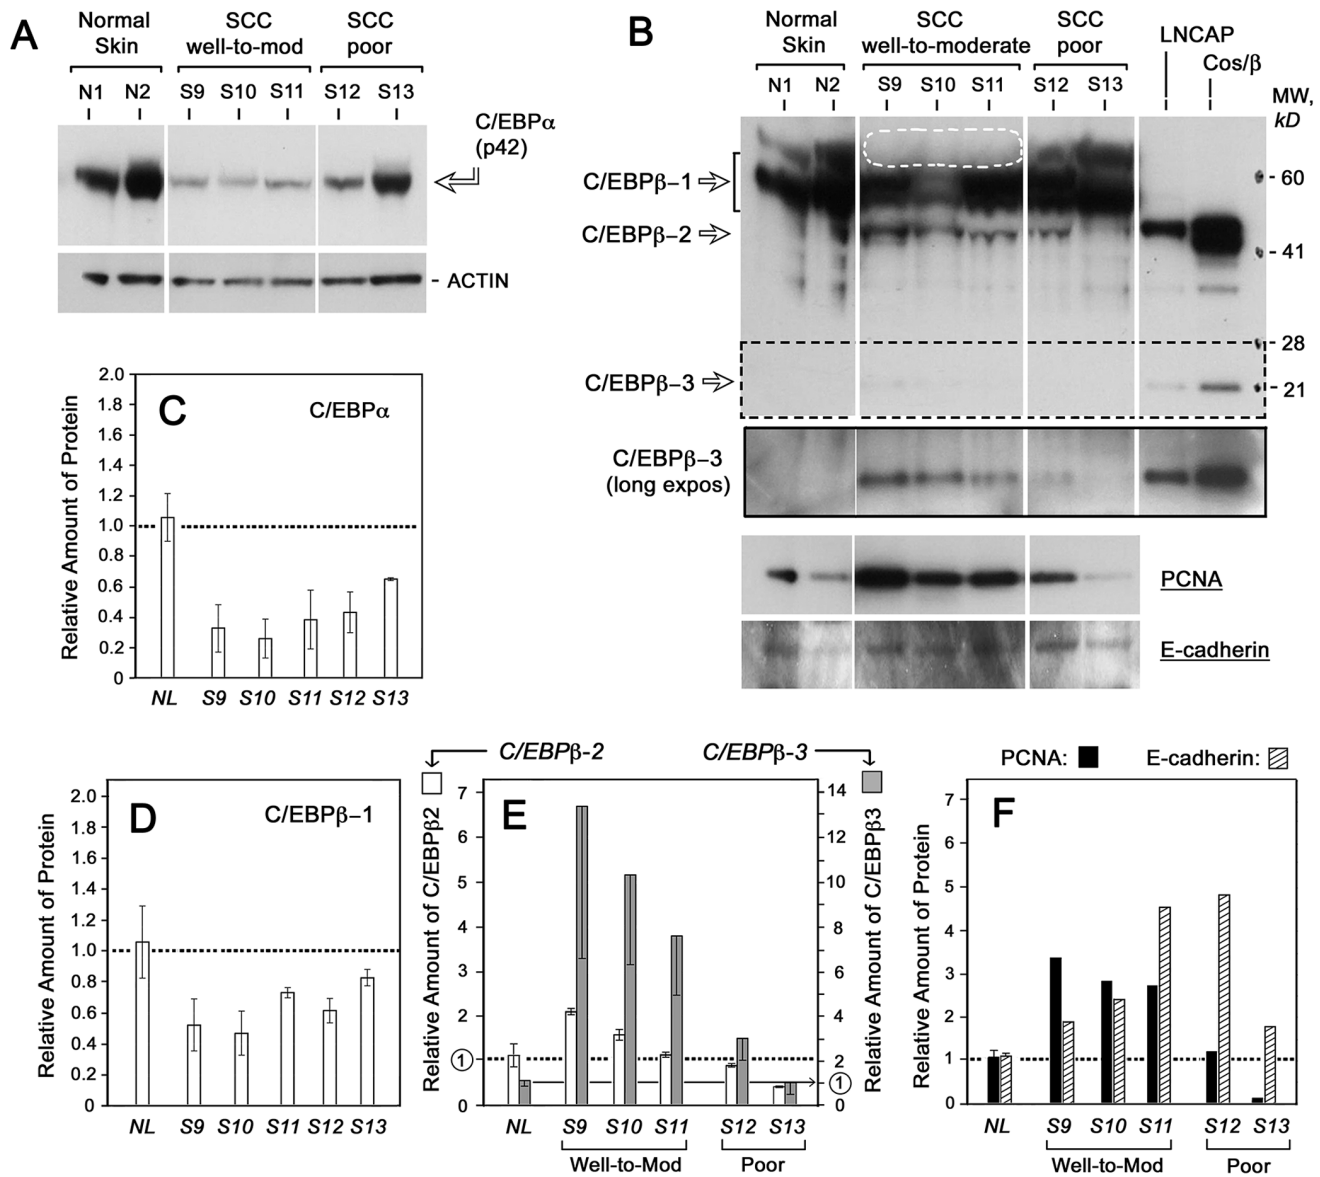 A
Normal
Skin
SCC
well-to-mod
SCC
poor
N1 N2 S9 S10 S11 S12 S13
C/EBPα
(p42)
- ACTIN
B
Normal
Skin
SCC
well-to-moderate
SCC
poor
LNCAP
Cos/β
N1 N2 S9 S10 S11 S12 S13
MW,
kD
C/EBPβ–1
C/EBPβ–2
C/EBPβ–3
- 60
- 41
- 28
- 21
C/EBPβ–3
(long expos)
PCNA
E-cadherin
C
C/EBPα
Relative Amount of Protein
2.0
1.8
1.6
1.4
1.2
1.0
0.8
0.6
0.4
0.2
0
NL S9 S10 S11 S12 S13
D
C/EBPβ–1
Relative Amount of Protein
2.0
1.8
1.6
1.4
1.2
1.0
0.8
0.6
0.4
0.2
0
NL S9 S10 S11 S12 S13
C/EBPβ-2
C/EBPβ-3
E
Relative Amount of C/EBPβ2
7
6
5
4
3
2
1
0
Relative Amount of C/EBPβ3
14
12
10
8
6
4
2
1
0
NL S9 S10 S11 S12 S13
Well-to-Mod Poor
PCNA:
E-cadherin:
F
Relative Amount of Protein
7
6
5
4
3
2
1
0
NL S9 S10 S11 S12 S13
Well-to-Mod Poor